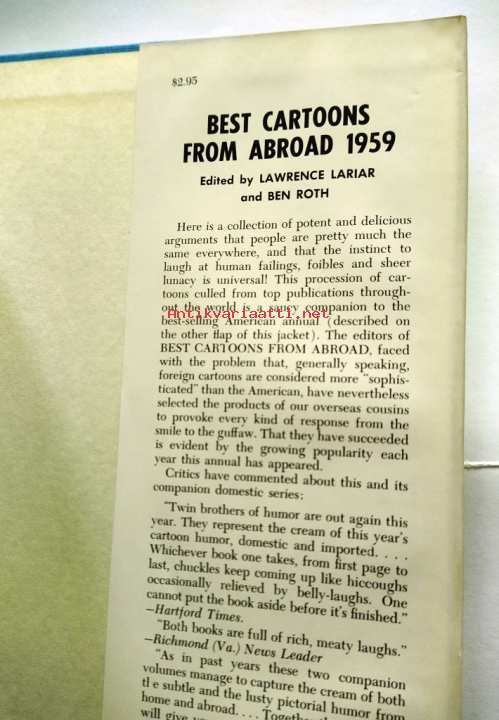 $2.95
BEST CARTOONS
FROM ABROAD 1959
Edited by LAWRENCE LARIAR
and BEN ROTH
Here is a collection of potent and delicious
arguments that people are pretty much the
same everywhere, and that the instinct to
laugh at human failings, foibles and sheer
lunacy is universal! This procession of car-
toons culled from top publications through-
out the world is a saucy companion to the
Antikvariaatti.net
best-selling American annual (described on
the other flap of this jacket). The editors of
BEST CARTOONS FROM ABROAD, faced
with the problem that, generally speaking,
foreign cartoons are considered more "sophis-
ticated" than the American, have nevertheless
selected the products of our overseas cousins
to provoke every kind of response from the
smile to the guffaw. That they have succeeded
is evident by the growing popularity each
year this annual has appeared.
Critics have commented about this and its
companion domestic series:
"Twin brothers of humor are out again this
year. They represent the cream of this year's
cartoon humor, domestic and imported. . . .
Whichever book one takes, from first page to
last, chuckles keep coming up like hiccoughs
occasionally relieved by belly-laughs. One
cannot put the book aside before it's finished."
—Hartford Times.
"Both books are full of rich, meaty laughs."
—Richmond (Va.) News Leader
"As in past years these two companion
volumes manage to capture the cream of both
the subtle and the lusty pictorial humor from
home and abroad. . . . Together
will give